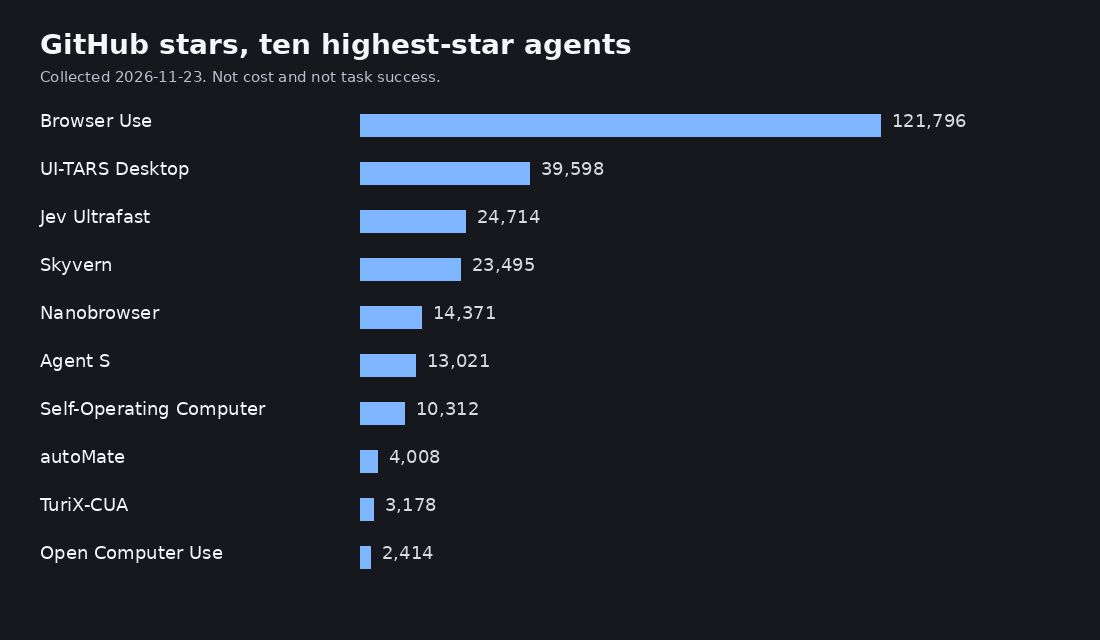 GitHub stars, ten highest-star agents
Collected 2026-11-23. Not cost and not task success.
Browser Use 121,796
UI-TARS Desktop 39,598
Jev Ultrafast 24,714
Skyvern 23,495
Nanobrowser 14,371
Agent S 13,021
Self-Operating Computer 10,312
autoMate 4,008
TuriX-CUA 3,178
Open Computer Use 2,414